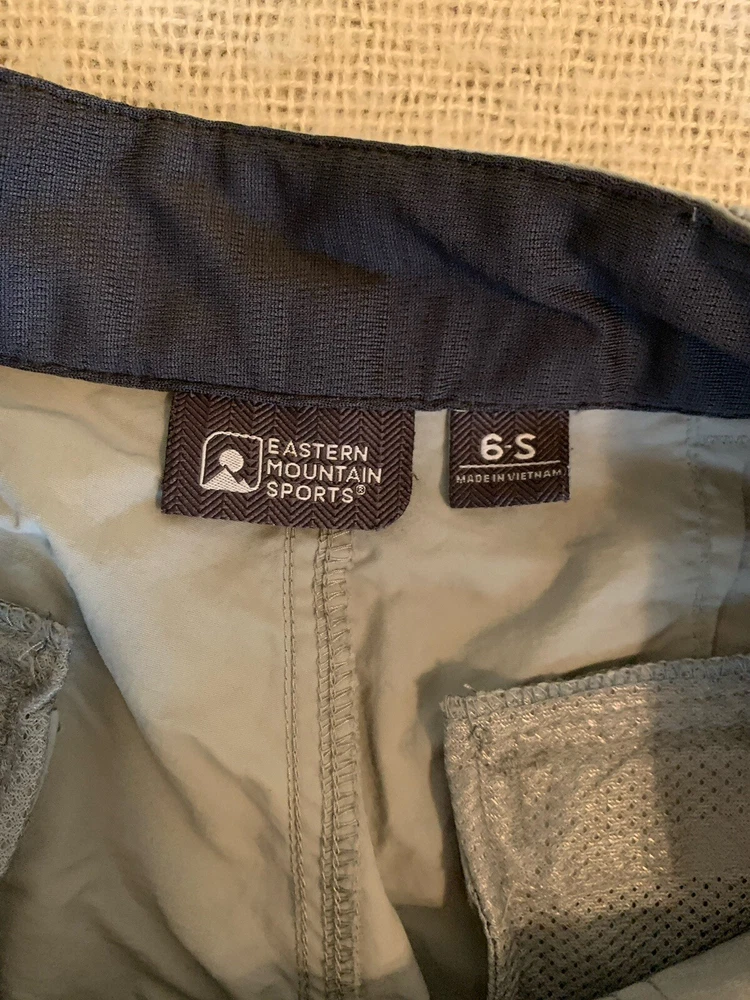 EASTERN
MOUNTAIN
SPORTS®
6-S
MADE IN VIETNAM